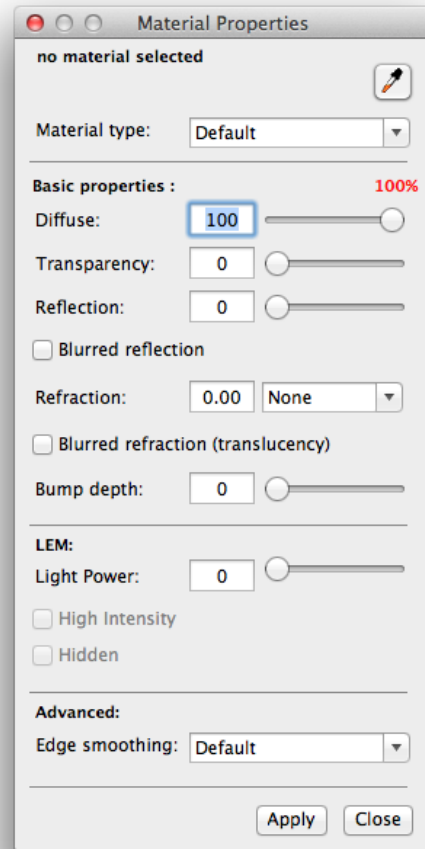 Material Properties
no material selected
Material type: Default
Basic properties : 100%
Diffuse: 100
Transparency: 0
Reflection: 0
Blurred reflection
Refraction: 0.00 None
Blurred refraction (translucency)
Bump depth: 0
LEM:
Light Power: 0
High Intensity
Hidden
Advanced:
Edge smoothing: Default
Apply Close